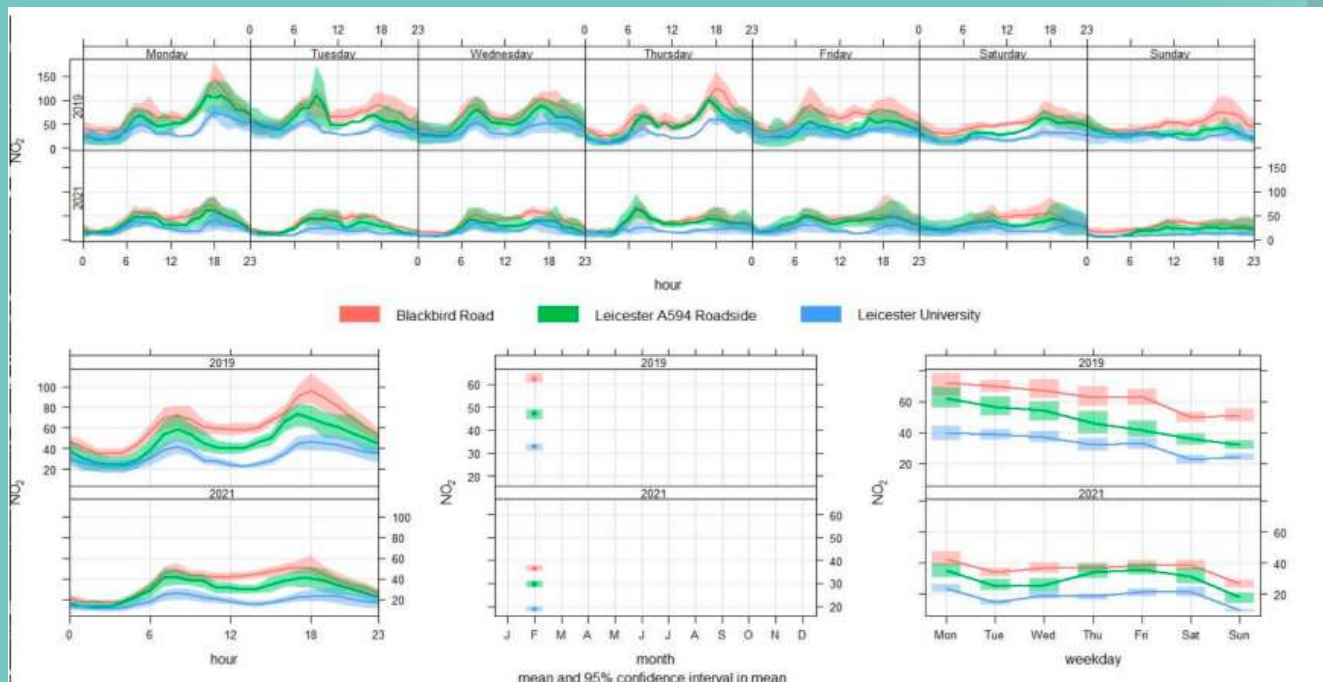 0 6 12 18 23 0 6 12 18 23 0 6 12 18 23
Monday Tuesday Wednesday Thursday Friday Saturday Sunday
150
100
50
0
2019
NO₂
150
100
50
0
2021
0 6 12 18 23 0 6 12 18 23 0 6 12 18 23 0 6 12 18 23
hour
Blackbird Road Leicester A594 Roadside Leicester University
2019
100
80
60
40
20
NO₂
2021
100
80
60
40
20
0 6 12 18 23
hour
2019
60
50
40
30
20
NO₂
2021
60
50
40
30
20
J F M A M J J A S O N D
month
mean and 95% confidence interval in mean
2019
60
40
20
NO₂
2021
60
40
20
Mon Tue Wed Thu Fri Sat Sun
weekday